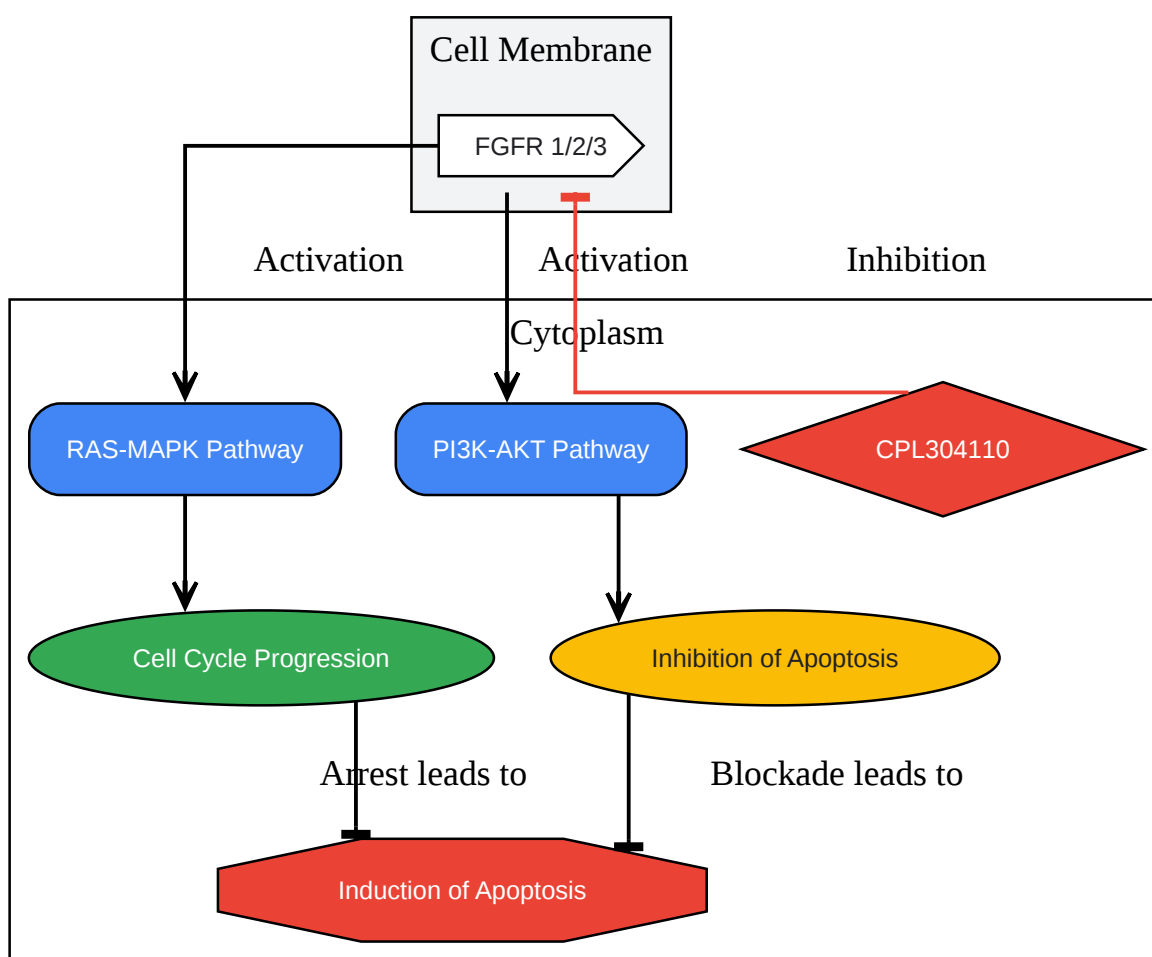 Cell Membrane
FGFR 1/2/3
Activation
Activation
Inhibition
Cytoplasm
RAS-MAPK Pathway
PI3K-AKT Pathway
CPL304110
Cell Cycle Progression
Inhibition of Apoptosis
Arrest leads to
Blockade leads to
Induction of Apoptosis